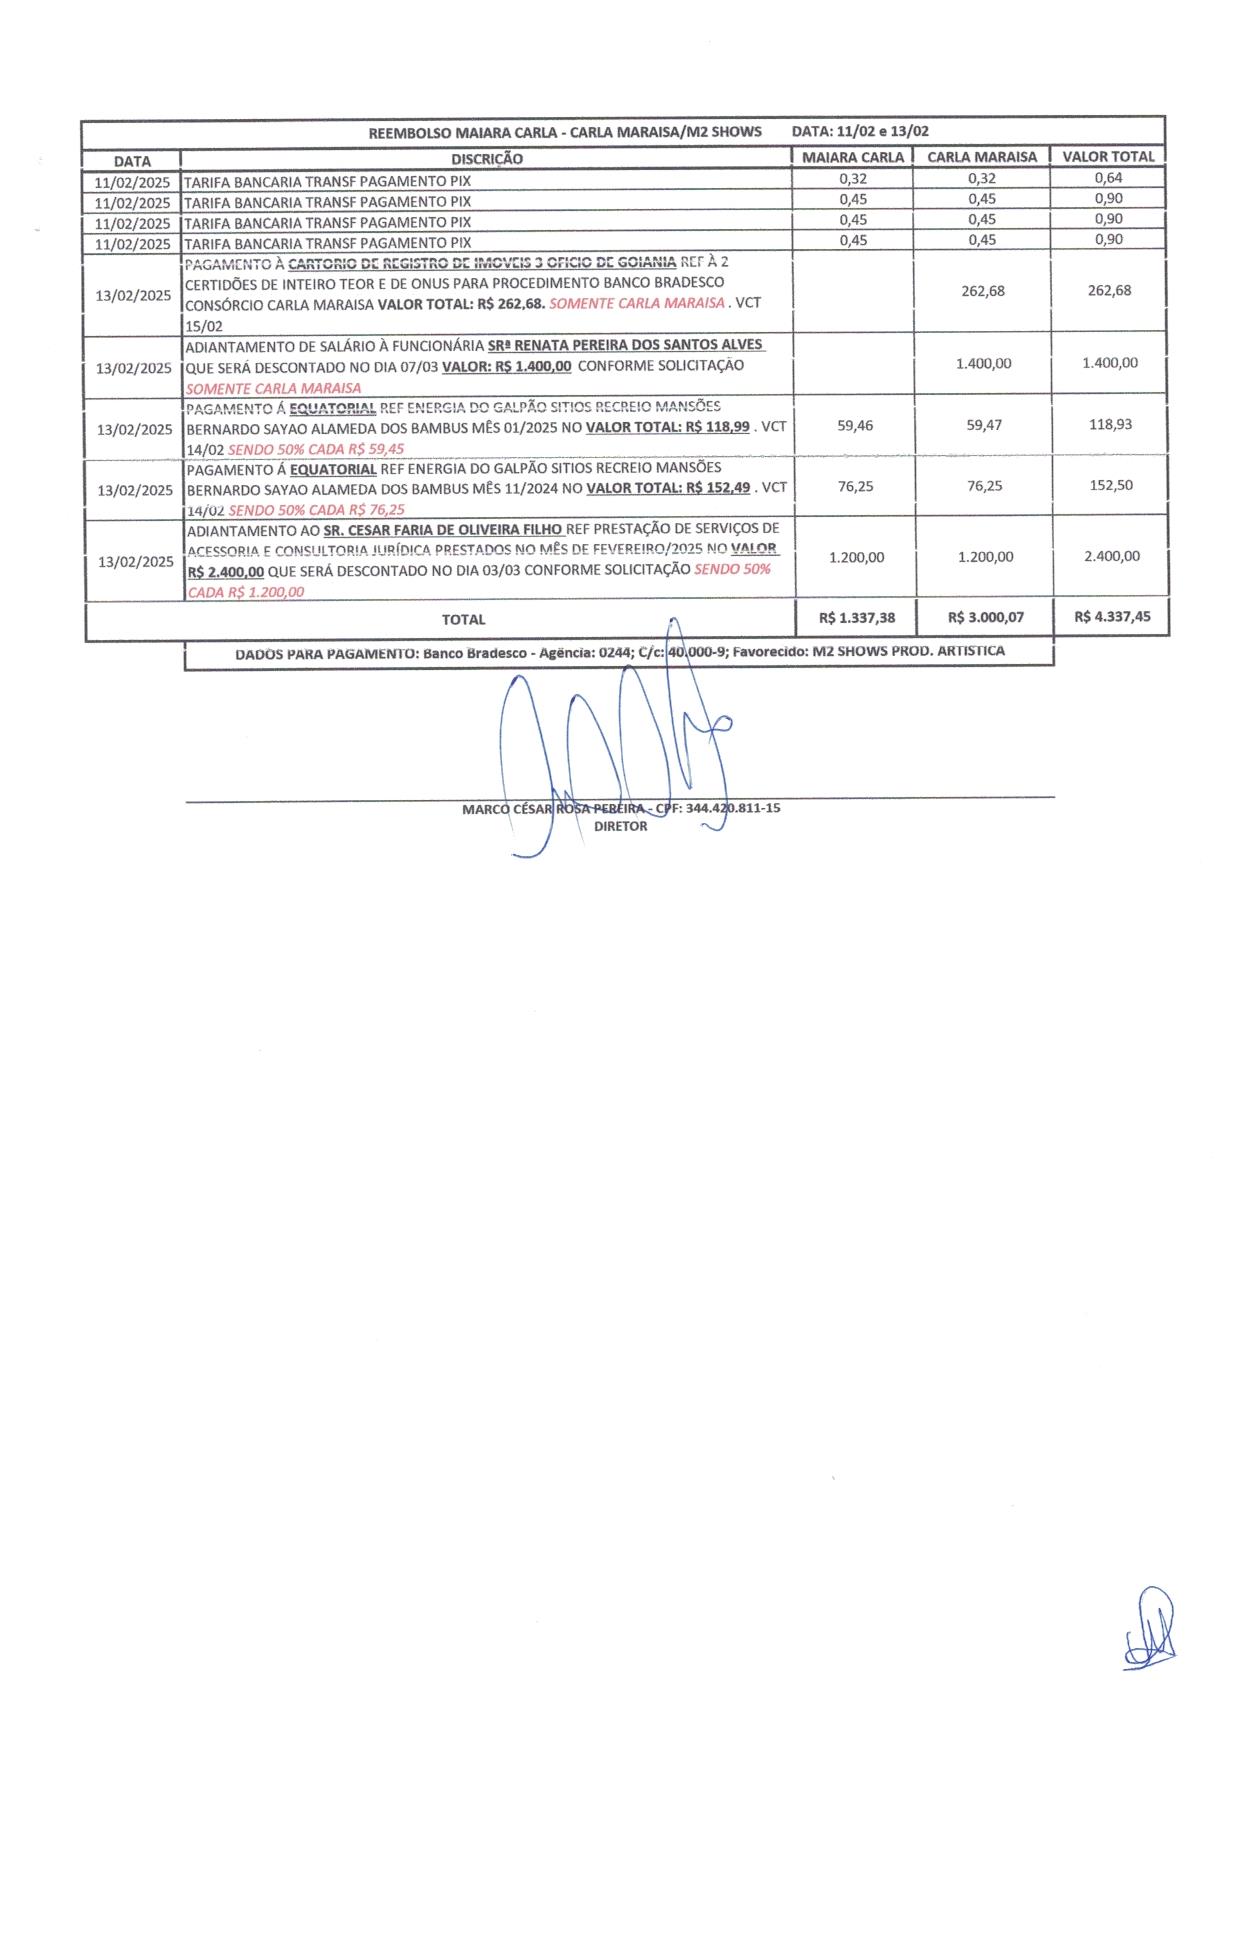 REEMBOLSO MAIARA CARLA - CARLA MARAISA/M2 SHOWS DATA: 11/02 e 13/02
DATA DISCRIÇÃO MAIARA CARLA CARLA MARAISA VALOR TOTAL
11/02/2025 TARIFA BANCARIA TRANSF PAGAMENTO PIX 0,32 0,32 0,64
11/02/2025 TARIFA BANCARIA TRANSF PAGAMENTO PIX 0,45 0,45 0,90
11/02/2025 TARIFA BANCARIA TRANSF PAGAMENTO PIX 0,45 0,45 0,90
11/02/2025 TARIFA BANCARIA TRANSF PAGAMENTO PIX 0,45 0,45 0,90
PAGAMENTO À CARTORIO DE REGISTRO DE IMOVEIS 3 OFICIO DE GOIANIA REF À 2
CERTIDÕES DE INTEIRO TEOR E DE ONUS PARA PROCEDIMENTO BANCO BRADESCO
13/02/2025 CONSÓRCIO CARLA MARAISA VALOR TOTAL: R$ 262,68. SOMENTE CARLA MARAISA . VCT 262,68 262,68
15/02
ADIANTAMENTO DE SALÁRIO À FUNCIONÁRIA SRª RENATA PEREIRA DOS SANTOS ALVES
13/02/2025 QUE SERÁ DESCONTADO NO DIA 07/03 VALOR: R$ 1.400,00 CONFORME SOLICITAÇÃO 1.400,00 1.400,00
SOMENTE CARLA MARAISA
PAGAMENTO Á EQUATORIAL REF ENERGIA DO GALPÃO SITIOS RECREIO MANSÕES
13/02/2025 BERNARDO SAYAO ALAMEDA DOS BAMBUS MÊS 01/2025 NO VALOR TOTAL: R$ 118,99 . VCT 59,46 59,47 118,93
14/02 SENDO 50% CADA R$ 59,45
PAGAMENTO Á EQUATORIAL REF ENERGIA DO GALPÃO SITIOS RECREIO MANSÕES
13/02/2025 BERNARDO SAYAO ALAMEDA DOS BAMBUS MÊS 11/2024 NO VALOR TOTAL: R$ 152,49 . VCT 76,25 76,25 152,50
14/02 SENDO 50% CADA R$ 76,25
ADIANTAMENTO AO SR. CESAR FARIA DE OLIVEIRA FILHO REF PRESTAÇÃO DE SERVIÇOS DE
ACESSORIA E CONSULTORIA JURÍDICA PRESTADOS NO MÊS DE FEVEREIRO/2025 NO VALOR
13/02/2025 R$ 2.400,00 QUE SERÁ DESCONTADO NO DIA 03/03 CONFORME SOLICITAÇÃO SENDO 50% 1.200,00 1.200,00 2.400,00
CADA R$ 1.200,00
TOTAL R$ 1.337,38 R$ 3.000,07 R$ 4.337,45
DADOS PARA PAGAMENTO: Banco Bradesco - Agência: 0244; C/c: 40.000-9; Favorecido: M2 SHOWS PROD. ARTISTICA
MARCO CÉSAR ROSA PEREIRA - CPF: 344.420.811-15
DIRETOR